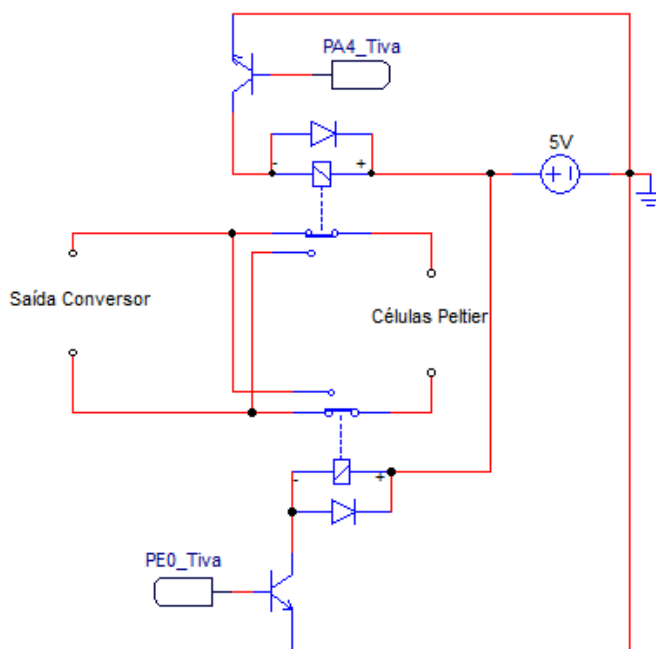 PA4_Tiva
5V
- +
+ -
Saída Conversor
Células Peltier
- +
PE0_Tiva